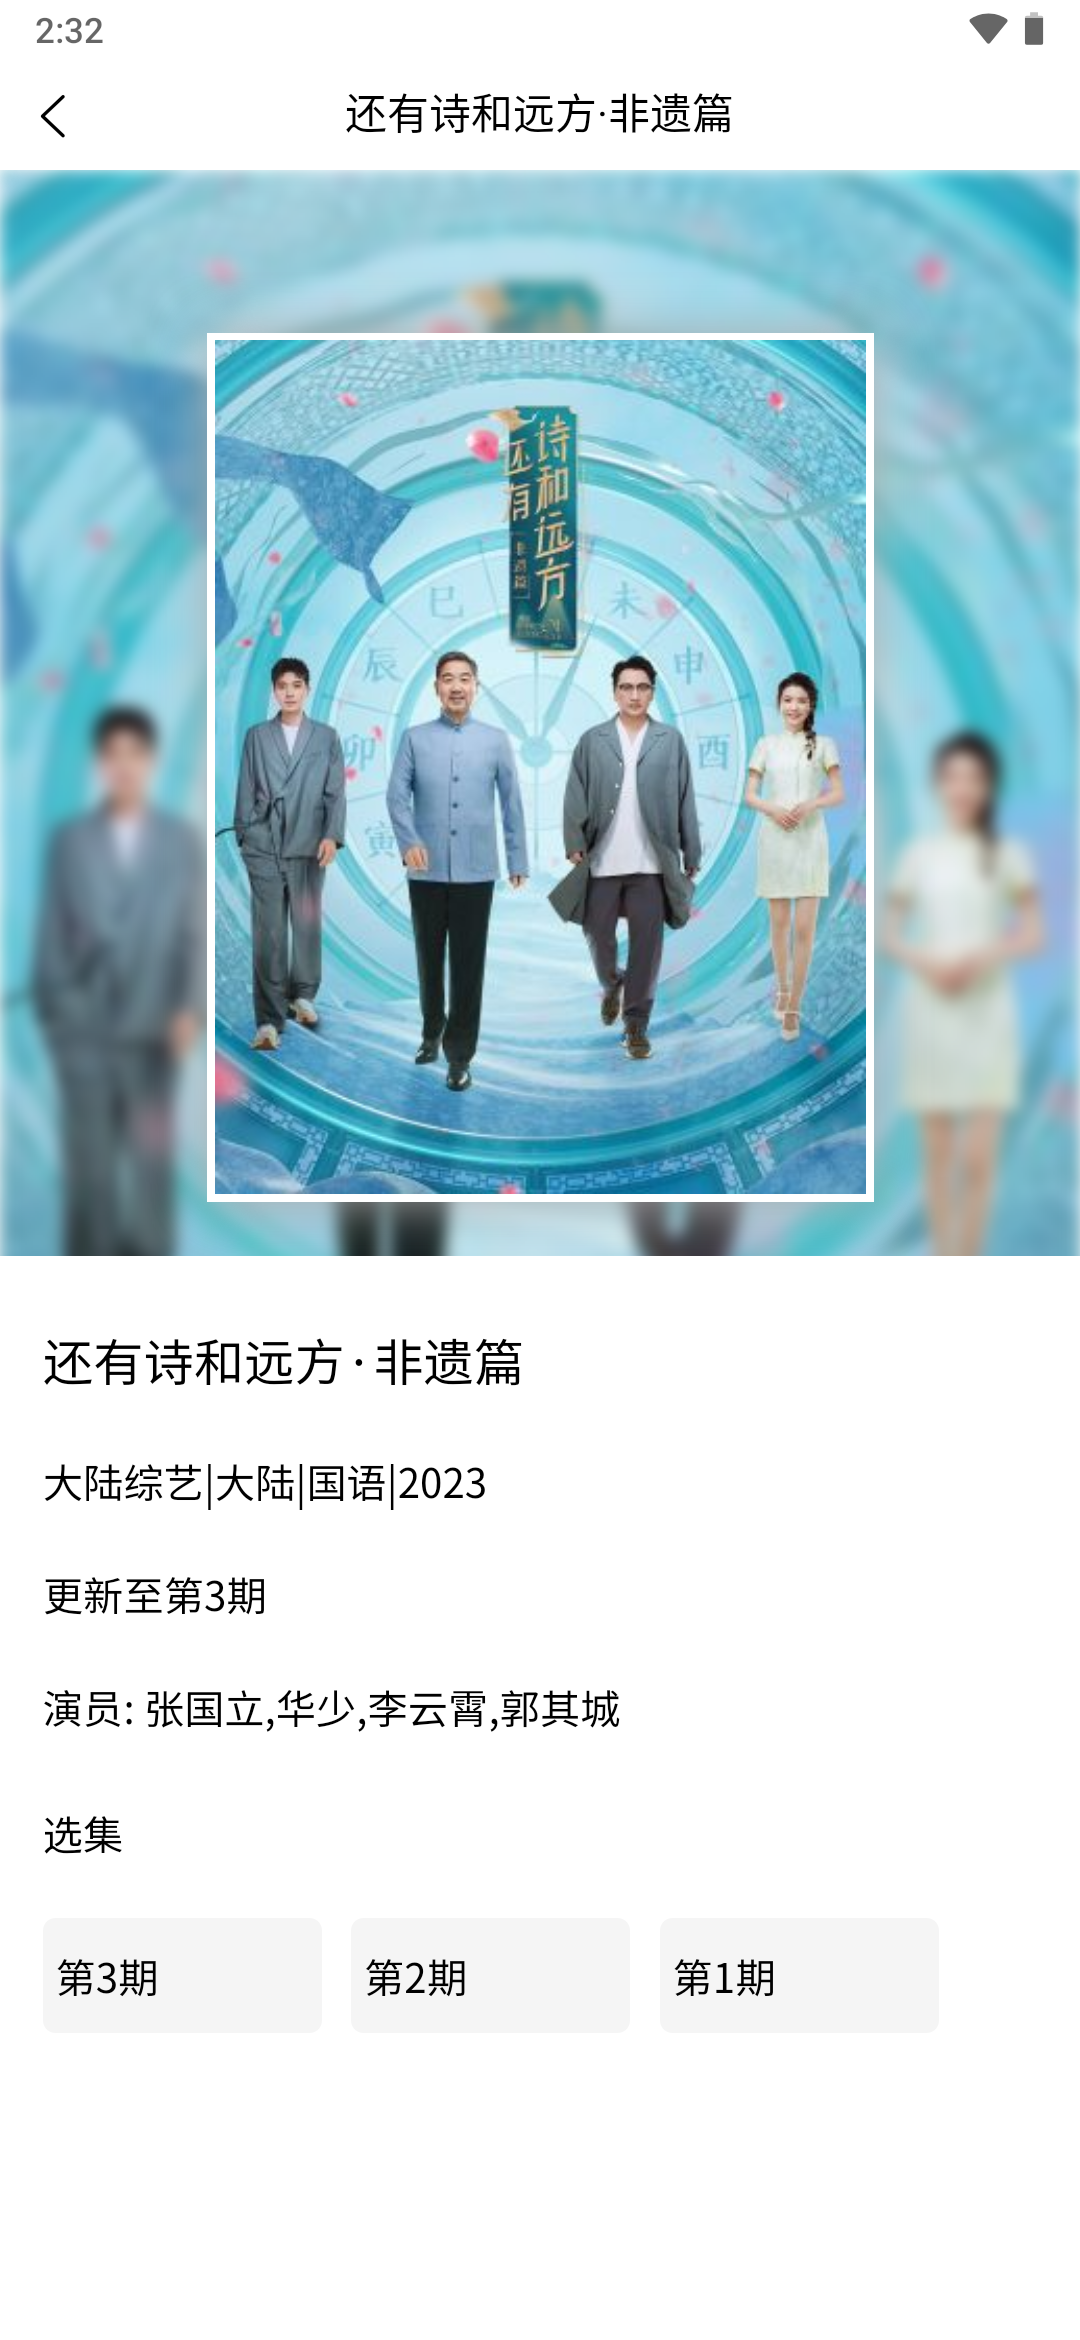 2:32
还有诗和远方·非遗篇
诗和远方
还有
非遗篇
巳
未
辰
申
卯
酉
寅
还有诗和远方·非遗篇
大陆综艺|大陆|国语|2023
更新至第3期
演员: 张国立,华少,李云霄,郭其城
选集
第3期
第2期
第1期